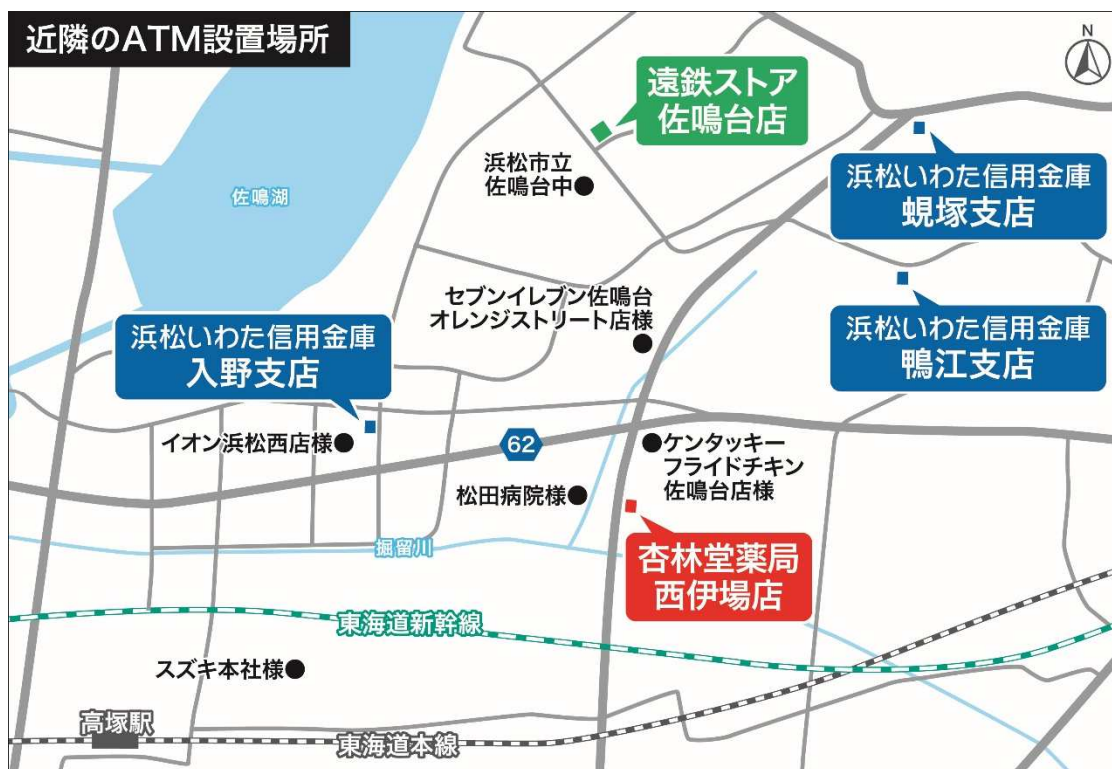 近隣のATM設置場所
N
遠鉄ストア
佐鳴台店
浜松市立
佐鳴台中
浜松いわた信用金庫
蜆塚支店
佐鳴湖
セブンイレブン佐鳴台
オレンジストリート店様
浜松いわた信用金庫
鴨江支店
浜松いわた信用金庫
入野支店
イオン浜松西店様
62
ケンタッキー
フライドチキン
佐鳴台店様
松田病院様
掘留川
杏林堂薬局
西伊場店
東海道新幹線
スズキ本社様
高塚駅
東海道本線